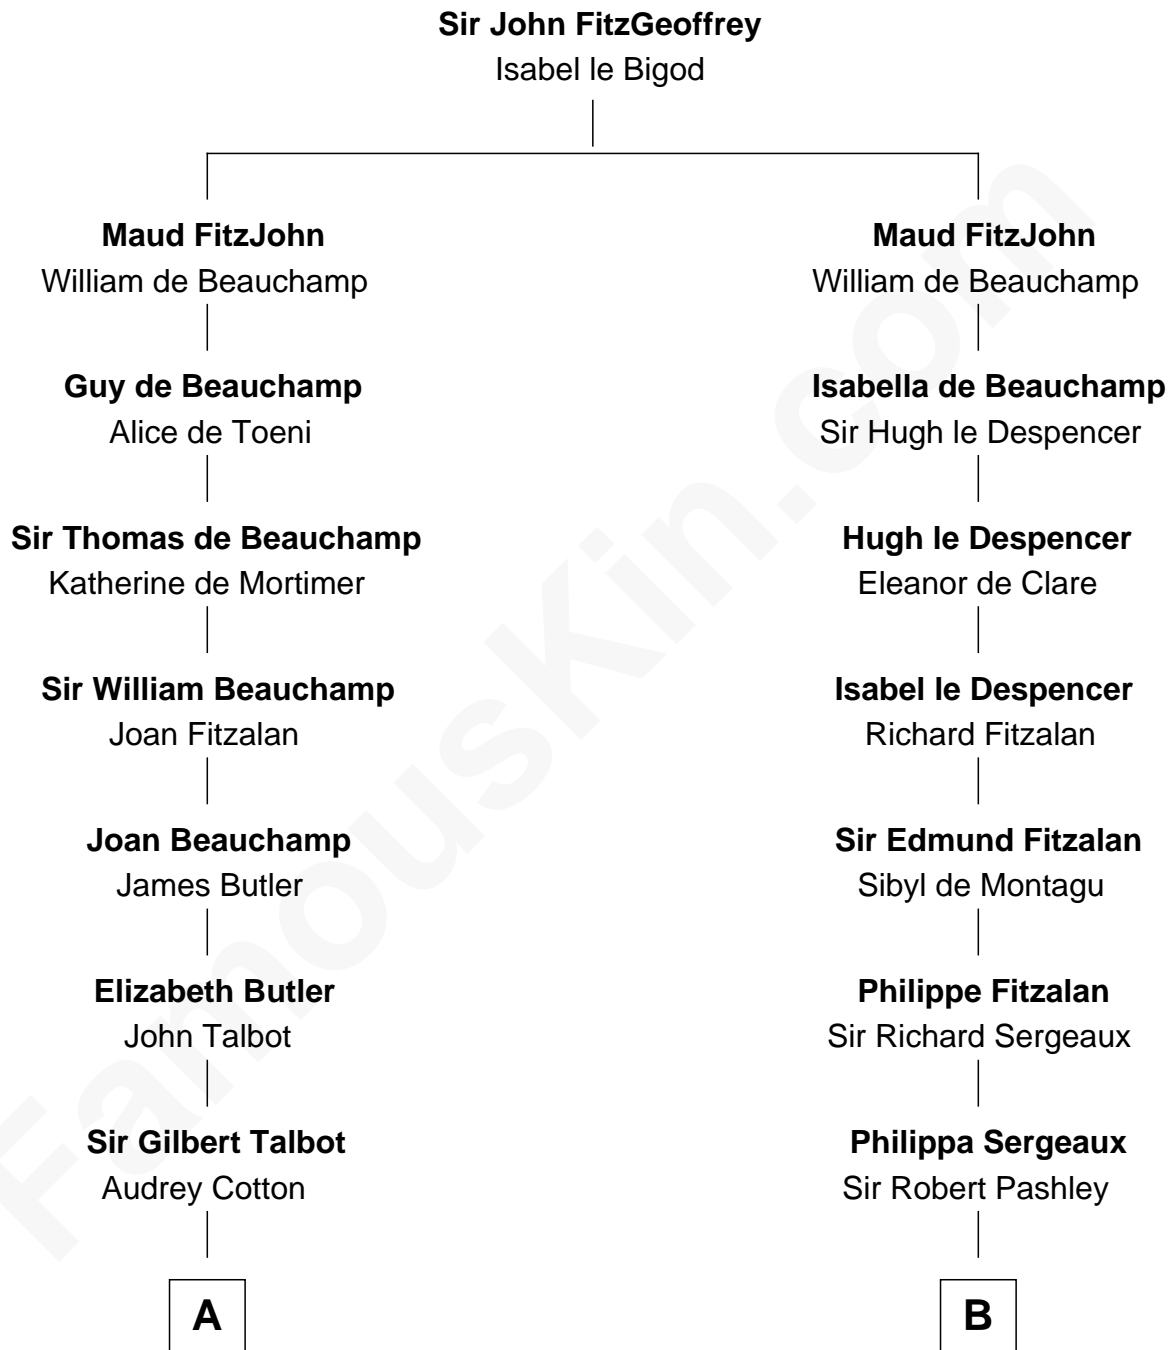 Sir John FitzGeoffrey
Isabel le Bigod
Maud FitzJohn
William de Beauchamp
Maud FitzJohn
William de Beauchamp
Guy de Beauchamp
Alice de Toeni
Isabella de Beauchamp
Sir Hugh le Despencer
Sir Thomas de Beauchamp
Katherine de Mortimer
Hugh le Despencer
Eleanor de Clare
Sir William Beauchamp
Joan Fitzalan
Isabel le Despencer
Richard Fitzalan
Joan Beauchamp
James Butler
Sir Edmund Fitzalan
Sibyl de Montagu
Elizabeth Butler
John Talbot
Philippe Fitzalan
Sir Richard Sergeaux
Sir Gilbert Talbot
Audrey Cotton
Philippa Sergeaux
Sir Robert Pashley
A
B
FamousKin.com